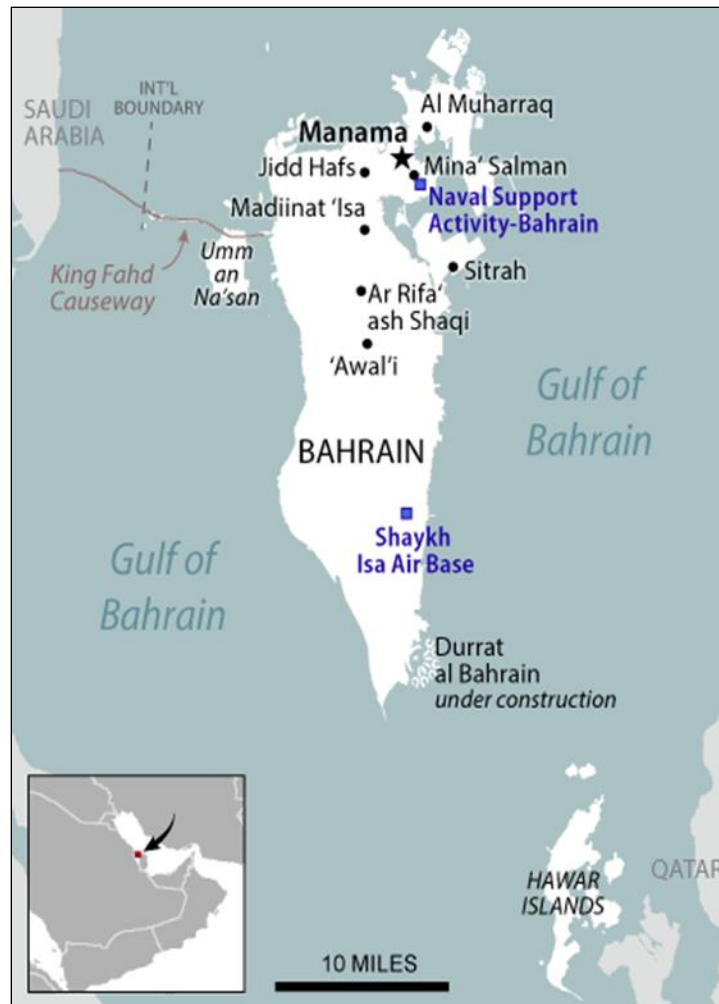 INT'L
BOUNDARY
SAUDI
ARABIA
Al Muharraq
Manama
Jidd Hafs
Mina' Salman
Naval Support
Activity-Bahrain
Madiinat 'Isa
Umm
an
Na'san
King Fahd
Causeway
Sitrah
Ar Rifa'
ash Shaqi
'Awal'i
Gulf of
Bahrain
BAHRAIN
Shaykh
Isa Air Base
Gulf of
Bahrain
Durrat
al Bahrain
under construction
HAWAR
ISLANDS
QATAR
10 MILES